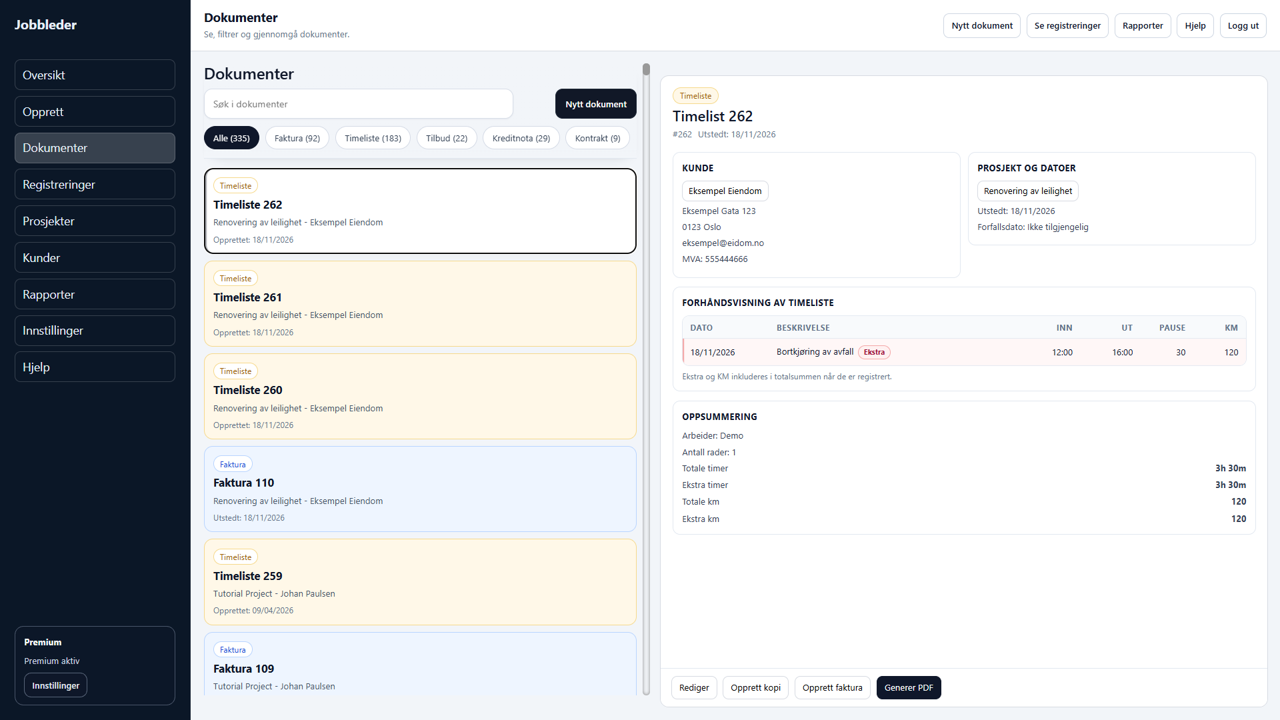 Jobbleder
Oversikt
Opprett
Dokumenter
Registreringer
Prosjekter
Kunder
Rapporter
Innstillinger
Hjelp
Premium
Premium aktiv
Innstillinger
Dokumenter
Se, filtrer og gjennomgå dokumenter.
Nytt dokument
Se registreringer
Rapporter
Hjelp
Logg ut
Dokumenter
Søk i dokumenter
Nytt dokument
Alle (335)
Faktura (92)
Timeliste (183)
Tilbud (22)
Kreditnota (29)
Kontrakt (9)
Timeliste
Timeliste 262
Renovering av leilighet - Eksempel Eiendom
Opprettet: 18/11/2026
Timeliste
Timeliste 261
Renovering av leilighet - Eksempel Eiendom
Opprettet: 18/11/2026
Timeliste
Timeliste 260
Renovering av leilighet - Eksempel Eiendom
Opprettet: 18/11/2026
Faktura
Faktura 110
Renovering av leilighet - Eksempel Eiendom
Utstedt: 18/11/2026
Timeliste
Timeliste 259
Tutorial Project - Johan Paulsen
Opprettet: 09/04/2026
Faktura
Faktura 109
Tutorial Project - Johan Paulsen
Timeliste
Timelist 262
#262 Utstedt: 18/11/2026
KUNDE
Eksempel Eiendom
Eksempel Gata 123
0123 Oslo
eksempel@eidom.no
MVA: 555444666
PROSJEKT OG DATOER
Renovering av leilighet
Utstedt: 18/11/2026
Forfallsdato: Ikke tilgjengelig
FORHÅNDSVISNING AV TIMELISTE
DATO BESKRIVELSE INN UT PAUSE KM
18/11/2026 Bortkjøring av avfall Ekstra 12:00 16:00 30 120
Ekstra og KM inkluderes i totalsummen når de er registrert.
OPPSUMMERING
Arbeider: Demo
Antall rader: 1
Totale timer 3h 30m
Ekstra timer 3h 30m
Totale km 120
Ekstra km 120
Rediger
Opprett kopi
Opprett faktura
Generer PDF